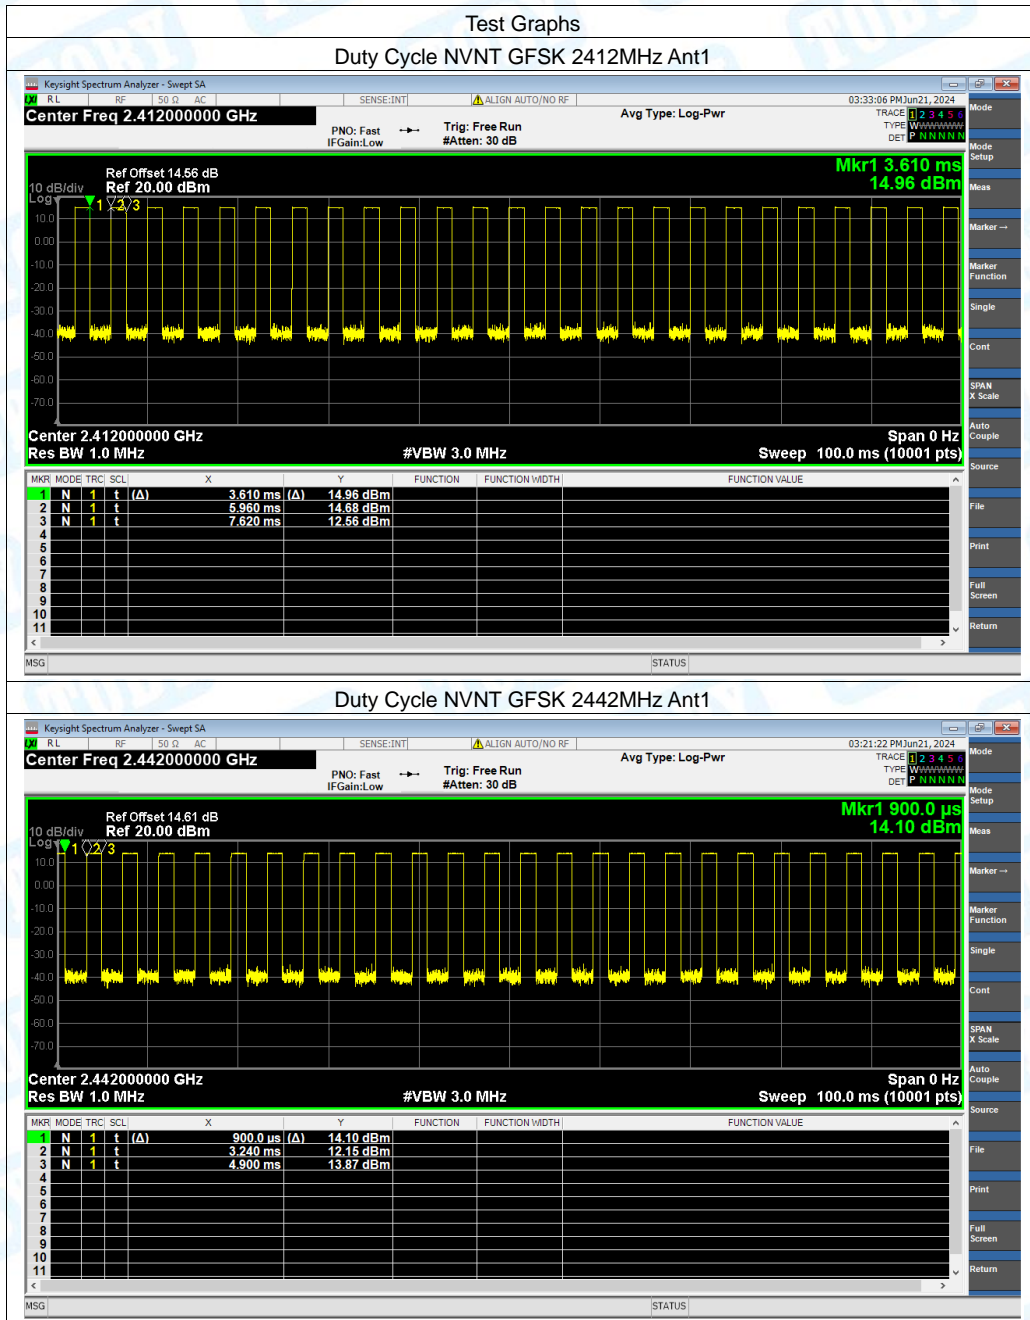 Test Graphs
Duty Cycle NVNT GFSK 2412MHz Ant1
Keysight Spectrum Analyzer - Swept SA
LXI RL RF 50 Ω AC SENSE:INT ALIGN AUTO/NO RF 03:33:06 PM Jun 21, 2024
Center Freq 2.412000000 GHz Avg Type: Log-Pwr TRACE 1 2 3 4 5 6
PNO: Fast Trig: Free Run TYPE WWWWWW
IFGain:Low #Atten: 30 dB DET P NNNNN
Mkr1 3.610 ms
14.96 dBm
Ref Offset 14.56 dB
10 dB/div Ref 20.00 dBm
Log
1 2 3
10.0
0.00
-10.0
-20.0
-30.0
-40.0
-50.0
-60.0
-70.0
Center 2.412000000 GHz Span 0 Hz
Res BW 1.0 MHz #VBW 3.0 MHz Sweep 100.0 ms (10001 pts)
MKR MODE TRC SCL X Y FUNCTION FUNCTION WIDTH FUNCTION VALUE
1 N 1 t (Δ) 3.610 ms (Δ) 14.96 dBm
2 N 1 t 5.960 ms 14.68 dBm
3 N 1 t 7.620 ms 12.56 dBm
4
5
6
7
8
9
10
11
MSG STATUS
Mode
Mode Setup
Meas
Marker→
Marker Function
Single
Cont
SPAN X Scale
Auto Couple
Source
File
Print
Full Screen
Return
Duty Cycle NVNT GFSK 2442MHz Ant1
Keysight Spectrum Analyzer - Swept SA
LXI RL RF 50 Ω AC SENSE:INT ALIGN AUTO/NO RF 03:21:22 PM Jun 21, 2024
Center Freq 2.442000000 GHz Avg Type: Log-Pwr TRACE 1 2 3 4 5 6
PNO: Fast Trig: Free Run TYPE WWWWWW
IFGain:Low #Atten: 30 dB DET P NNNNN
Mkr1 900.0 µs
14.10 dBm
Ref Offset 14.61 dB
10 dB/div Ref 20.00 dBm
Log
1 2 3
10.0
0.00
-10.0
-20.0
-30.0
-40.0
-50.0
-60.0
-70.0
Center 2.442000000 GHz Span 0 Hz
Res BW 1.0 MHz #VBW 3.0 MHz Sweep 100.0 ms (10001 pts)
MKR MODE TRC SCL X Y FUNCTION FUNCTION WIDTH FUNCTION VALUE
1 N 1 t (Δ) 900.0 µs (Δ) 14.10 dBm
2 N 1 t 3.240 ms 12.15 dBm
3 N 1 t 4.900 ms 13.87 dBm
4
5
6
7
8
9
10
11
MSG STATUS
Mode
Mode Setup
Meas
Marker→
Marker Function
Single
Cont
SPAN X Scale
Auto Couple
Source
File
Print
Full Screen
Return